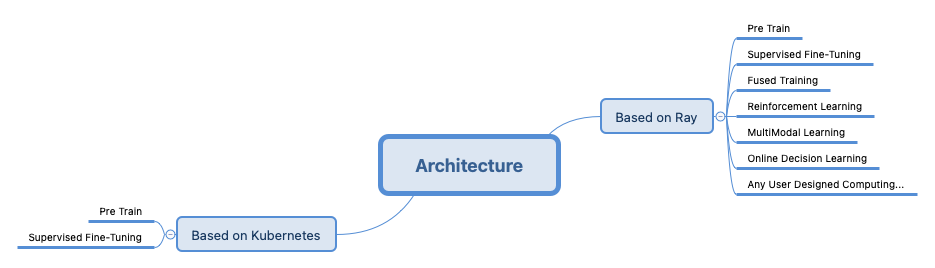 Pre Train
Supervised Fine-Tuning
Fused Training
Based on Ray
Reinforcement Learning
MultiModal Learning
Online Decision Learning
Any User Designed Computing...
Architecture
Pre Train
Based on Kubernetes
Supervised Fine-Tuning